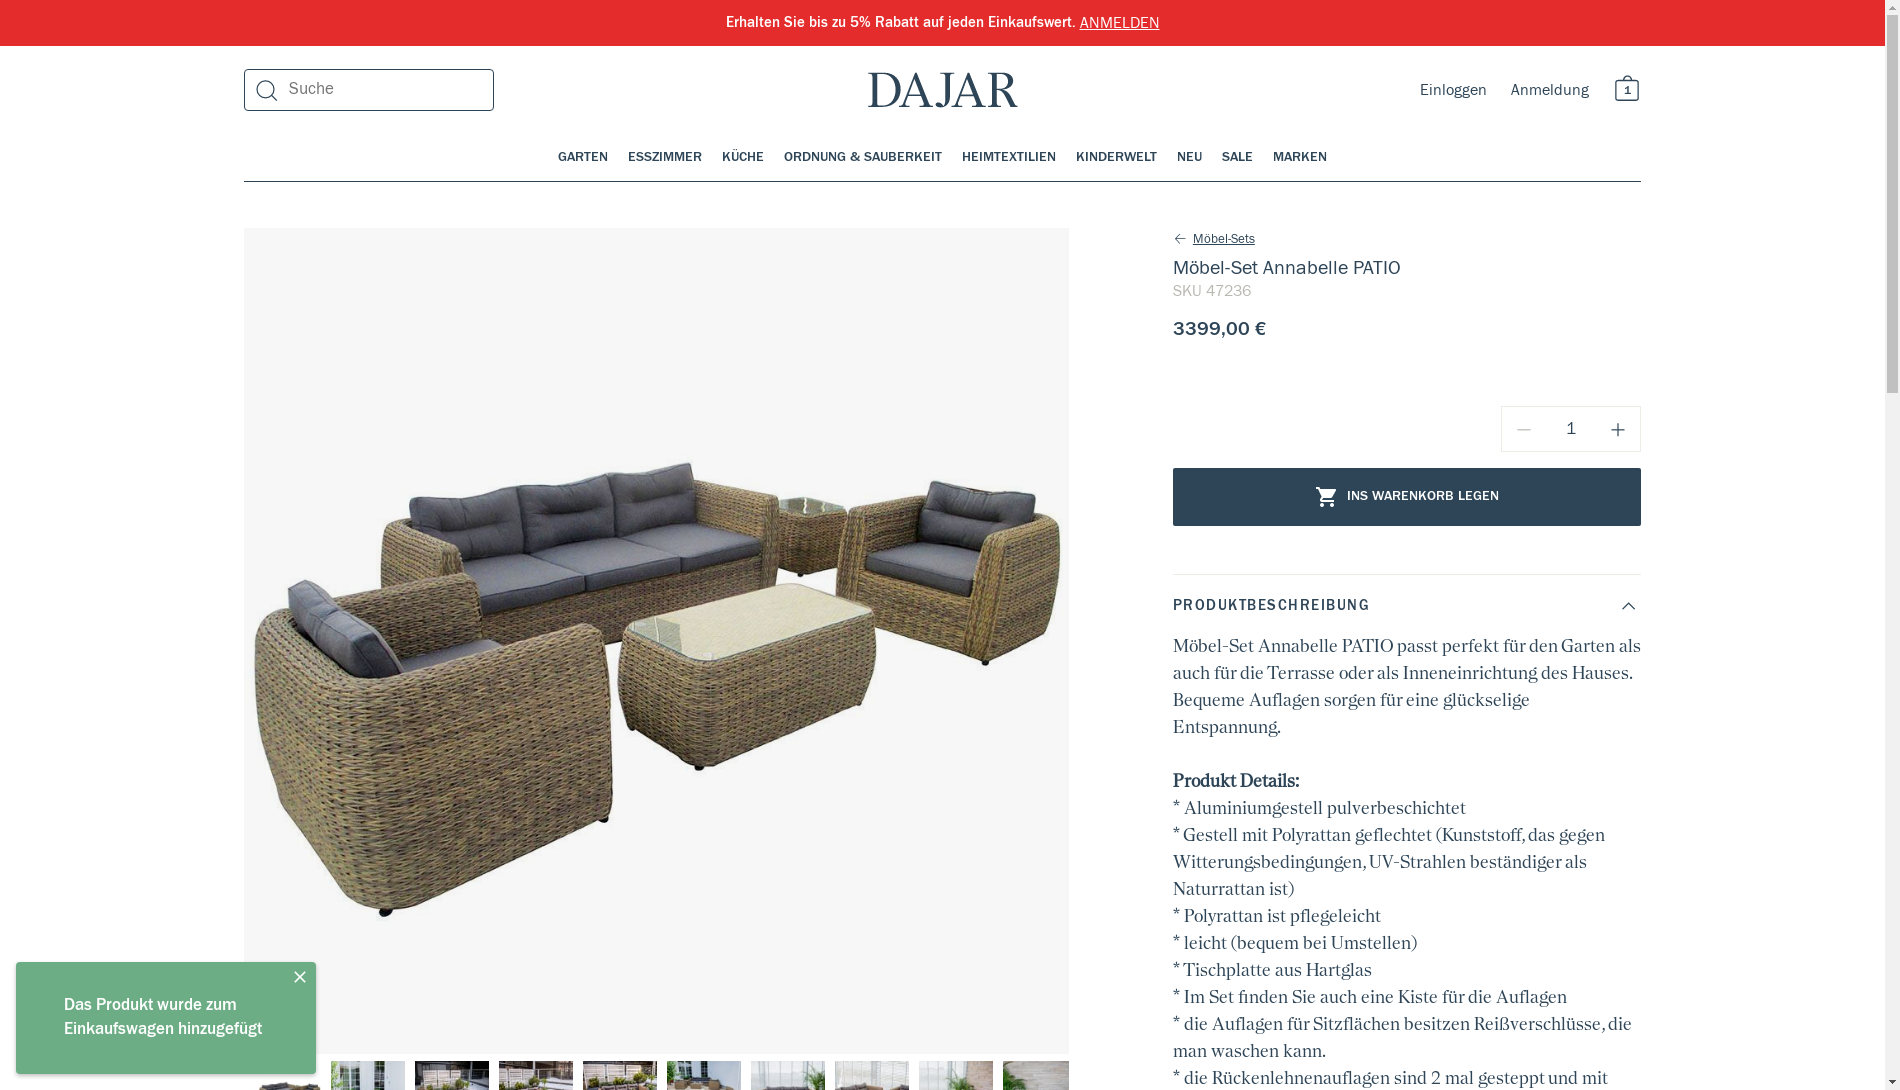 Erhalten Sie bis zu 5% Rabatt auf jeden Einkaufswert. ANMELDEN
Suche
DAJAR
Einloggen
Anmeldung
1
GARTEN ESSZIMMER KÜCHE ORDNUNG & SAUBERKEIT HEIMTEXTILIEN KINDERWELT NEU SALE MARKEN
Möbel-Sets
Möbel-Set Annabelle PATIO
SKU 47236
3399,00 €
1
INS WARENKORB LEGEN
PRODUKTBESCHREIBUNG
Möbel-Set Annabelle PATIO passt perfekt für den Garten als
auch für die Terrasse oder als Inneneinrichtung des Hauses.
Bequeme Auflagen sorgen für eine glückselige
Entspannung.
Produkt Details:
* Aluminiumgestell pulverbeschichtet
* Gestell mit Polyrattan geflechtet (Kunststoff, das gegen
Witterungsbedingungen, UV-Strahlen beständiger als
Naturrattan ist)
* Polyrattan ist pflegeleicht
* leicht (bequem bei Umstellen)
* Tischplatte aus Hartglas
* Im Set finden Sie auch eine Kiste für die Auflagen
* die Auflagen für Sitzflächen besitzen Reißverschlüsse, die
man waschen kann.
* die Rückenlehnenauflagen sind 2 mal gesteppt und mit
Das Produkt wurde zum
Einkaufswagen hinzugefügt